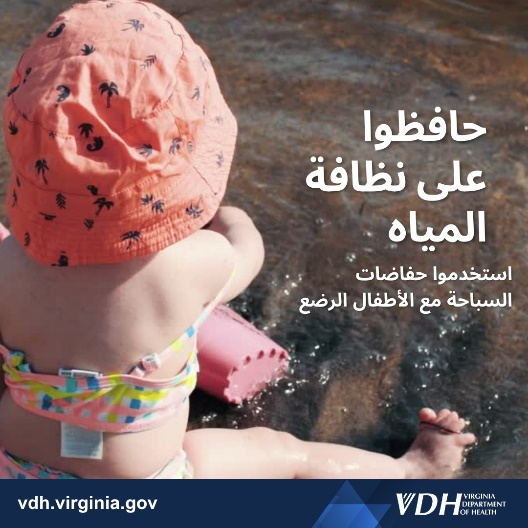 حافظوا
على نظافة
المياه
استخدموا حفاضات
السباحة مع الأطفال الرضع
vdh.virginia.gov
VDH VIRGINIA
DEPARTMENT
OF HEALTH